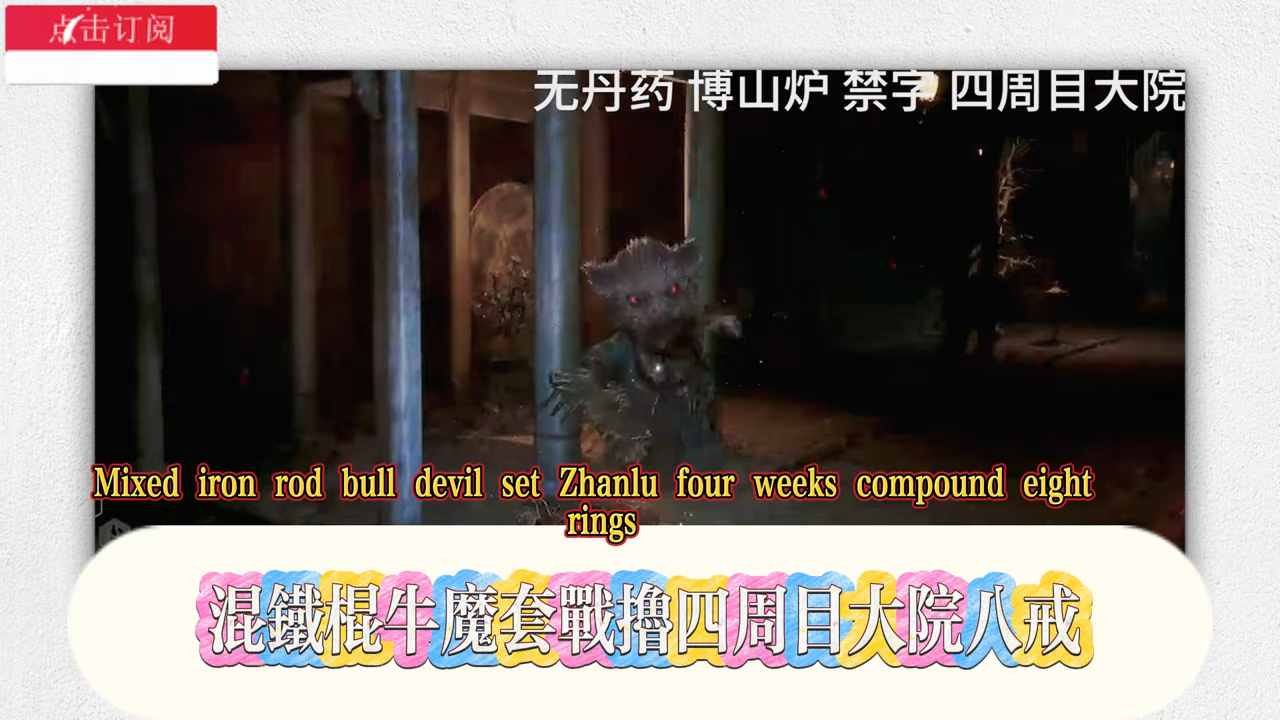 点击订阅
无丹药 博山炉 禁字 四周目大院
Mixed iron rod bull devil set Zhanlu four weeks compound eight
rings
混鐵棍牛魔套戰擼四周目大院八戒